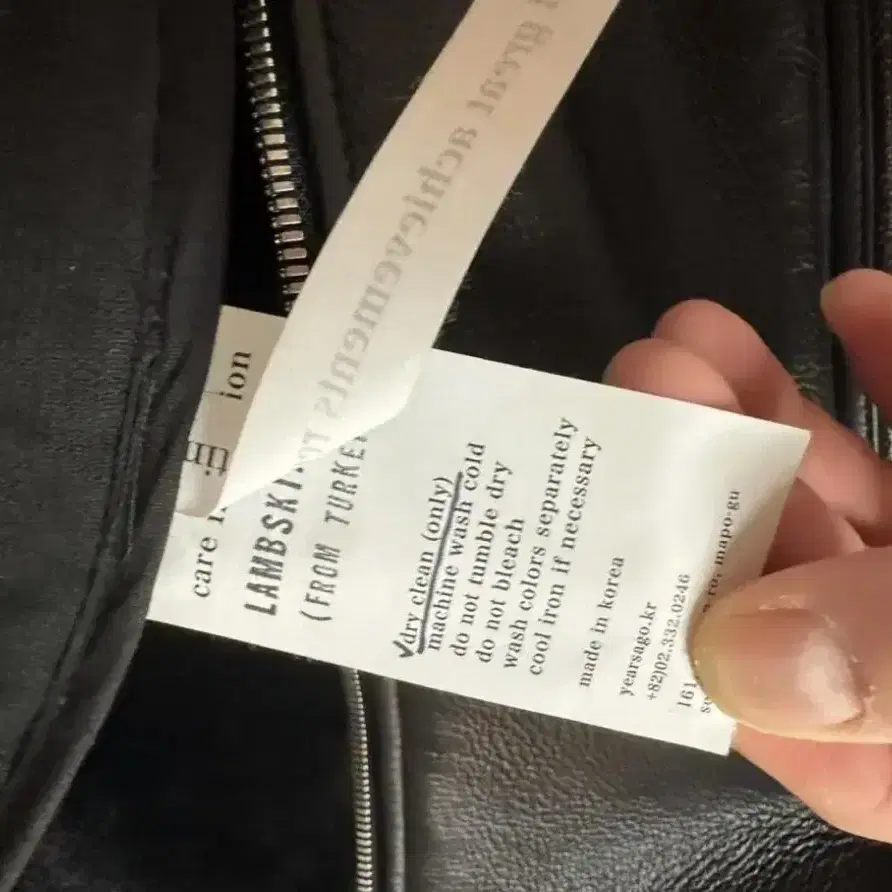 great achievements
care
ion
LAMBSKI
(FROM TURKE
✓dry clean (only)
machine wash cold
do not tumble dry
do not bleach
wash colors separately
cool iron if necessary
made in korea
yearsago.kr
+82)02.332.0246
161
ro, mapo-gu